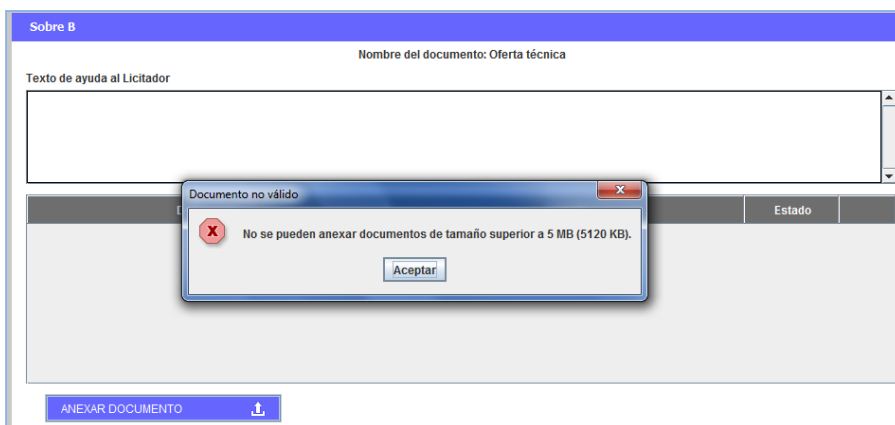 Sobre B
Nombre del documento: Oferta técnica
Texto de ayuda al Licitador
Documento no válido
Estado
No se pueden anexar documentos de tamaño superior a 5 MB (5120 KB).
Aceptar
ANEXAR DOCUMENTO